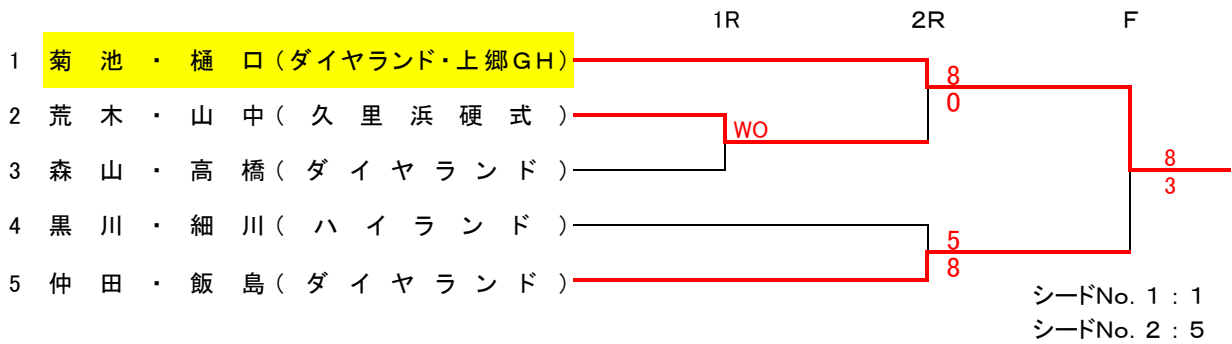 1R 2R F
1 菊池・樋口(ダイヤランド・上郷GH)
8
0
2 荒木・山中(久里浜硬式)
WO
3 森山・高橋(ダイヤランド)
8
3
4 黒川・細川(ハイランド)
5
8
5 仲田・飯島(ダイヤランド)
シードNo. 1 : 1
シードNo. 2 : 5